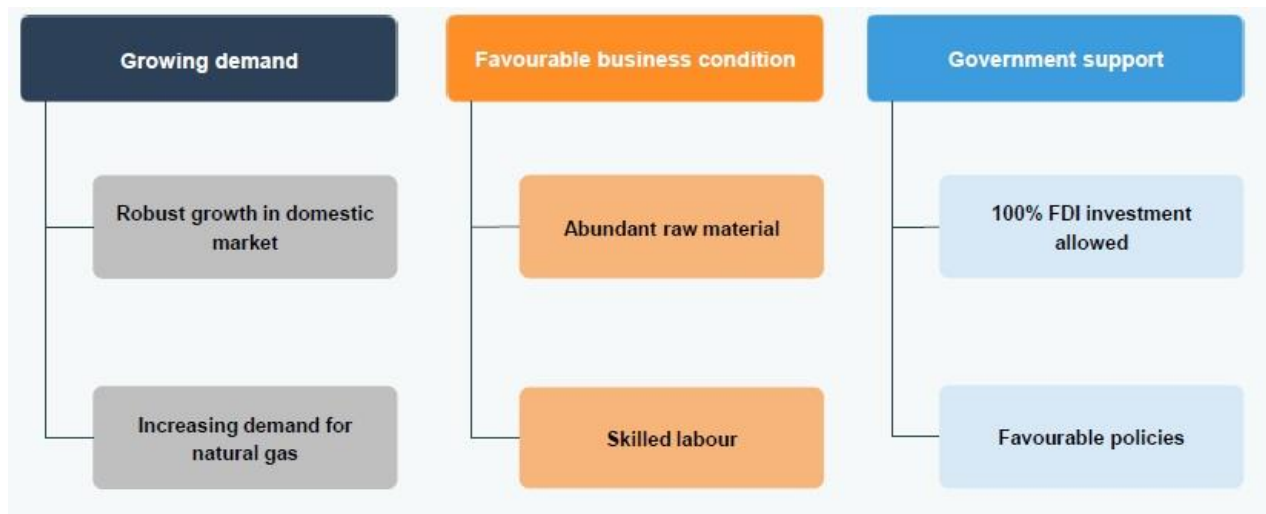 Growing demand
Favourable business condition
Government support
Robust growth in domestic
market
Abundant raw material
100% FDI investment
allowed
Increasing demand for
natural gas
Skilled labour
Favourable policies